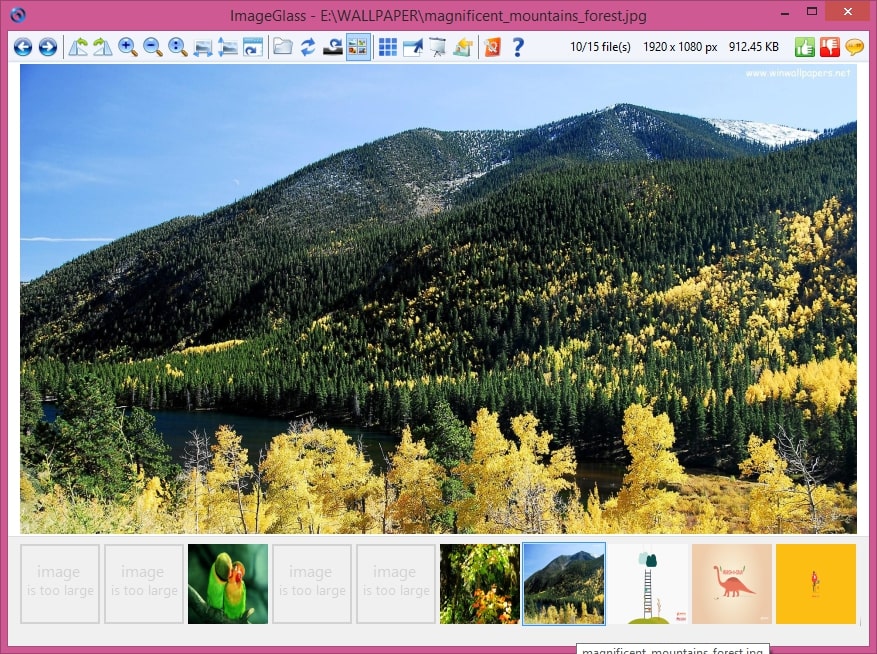 ImageGlass - E:\WALLPAPER\magnificent_mountains_forest.jpg
10/15 file(s) 1920 x 1080 px 912.45 KB
www.winwallpapers.net
image
is too large
image
is too large
image
is too large
image
is too large
magnificent_mountains_forest.jpg